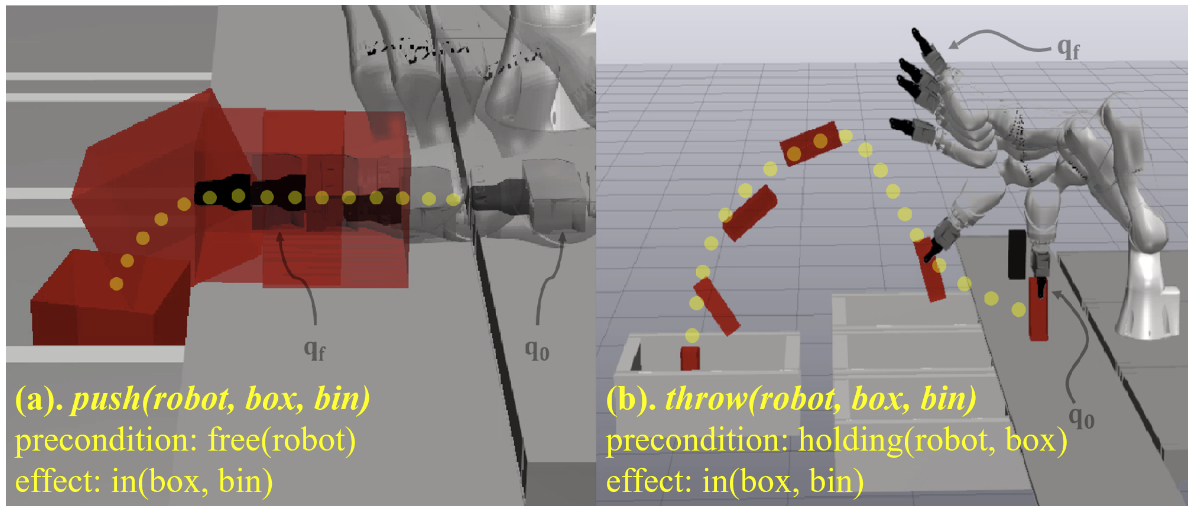 q_f
q_0
(a). push(robot, box, bin)
precondition: free(robot)
effect: in(box, bin)
q_f
q_0
(b). throw(robot, box, bin)
precondition: holding(robot, box)
effect: in(box, bin)